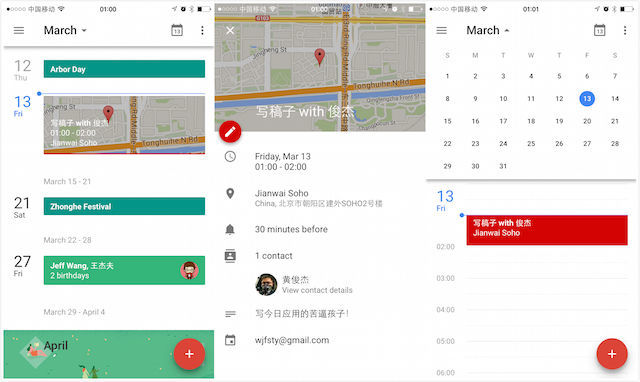 中国移动 01:00
March
13
12
Thu
Arbor Day
13
Fri
写稿子 with 俊杰
01:00 - 02:00
Jianwai Soho
March 15 - 21
21
Sat
Zhonghe Festival
March 22 - 28
27
Fri
Jeff Wang, 王杰夫
2 birthdays
March 29 - April 4
April
中国移动 01:00
Jingheng St
Tonghuihe N.Rd
写稿子 with 俊杰
Friday, Mar 13
01:00 - 02:00
Jianwai Soho
China, 北京市朝阳区建外SOHO2号楼
30 minutes before
1 contact
黄俊杰
View contact details
写今日应用的苦逼孩子!
wjfsty@gmail.com
中国移动 01:01
March
13
S M T W T F S
1 2 3 4 5 6 7
8 9 10 11 12 13 14
15 16 17 18 19 20 21
22 23 24 25 26 27 28
29 30 31
13
Fri
写稿子 with 俊杰
Jianwai Soho
02:00
03:00
04:00
05:00
06:00